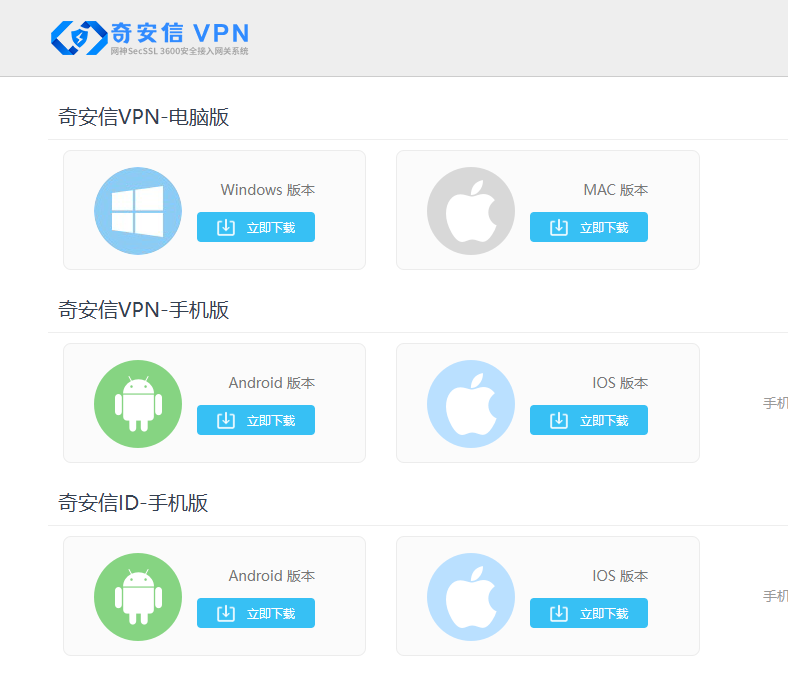 奇安信 VPN
网神SecSSL 3600安全接入网关系统
奇安信VPN-电脑版
Windows 版本
MAC 版本
立即下载
立即下载
奇安信VPN-手机版
Android 版本
IOS 版本
立即下载
立即下载
手机
奇安信ID-手机版
Android 版本
IOS 版本
立即下载
立即下载
手机